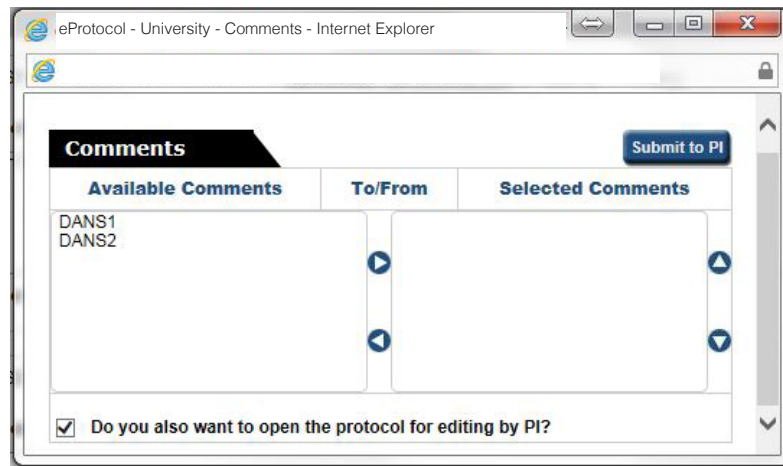 eProtocol - University - Comments - Internet Explorer
Comments
Submit to PI
Available Comments To/From Selected Comments
DANS1
DANS2
Do you also want to open the protocol for editing by PI?